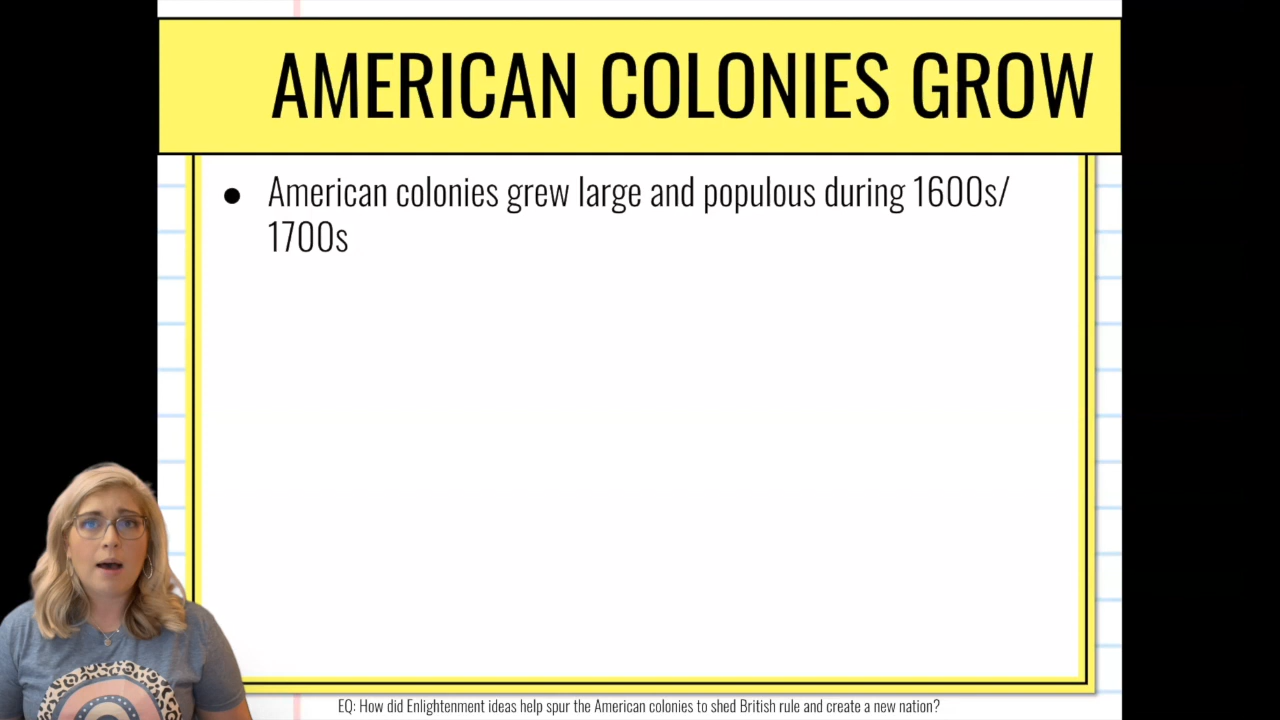 AMERICAN COLONIES GROW
● American colonies grew large and populous during 1600s/
1700s
EQ: How did Enlightenment ideas help spur the American colonies to shed British rule and create a new nation?